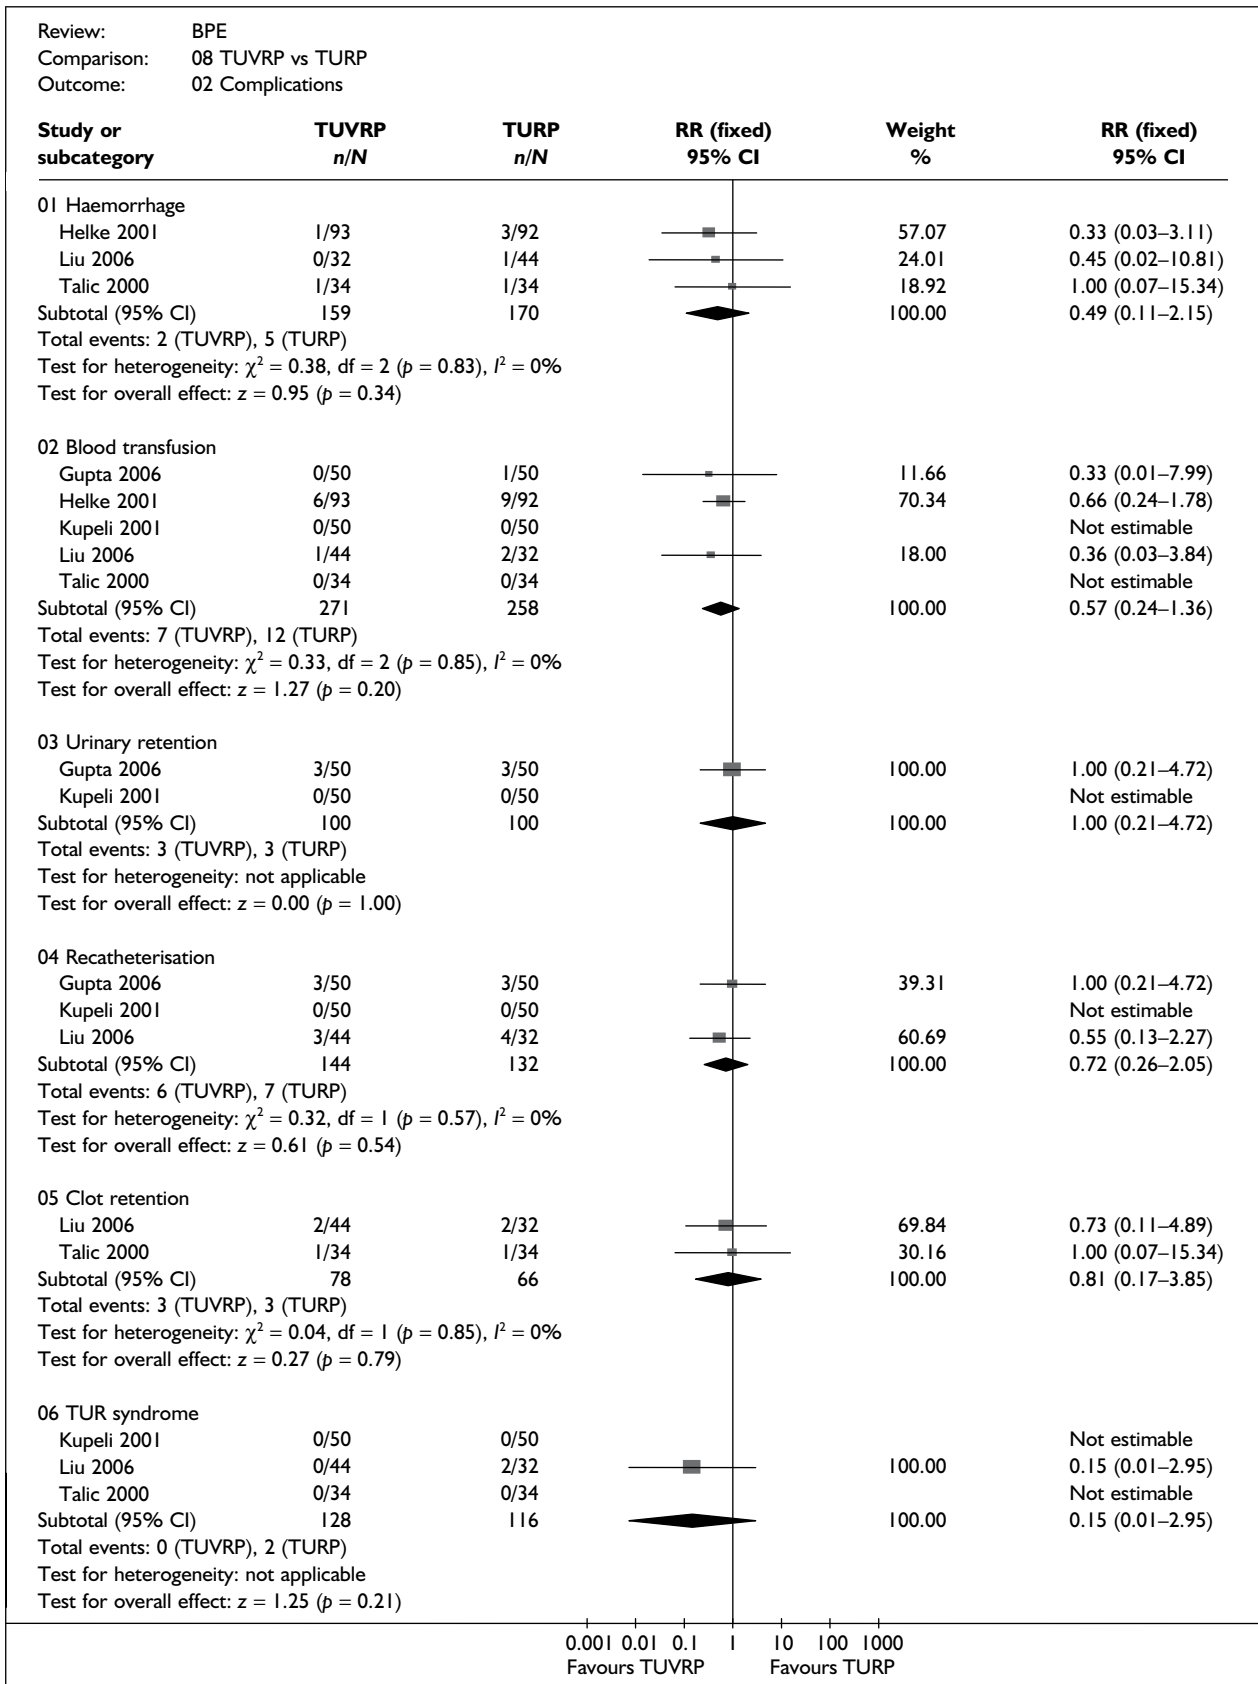 Review: BPE
Comparison: 08 TUVRP vs TURP
Outcome: 02 Complications
Study or TUVRP TURP RR (fixed) Weight RR (fixed)
subcategory n/N n/N 95% CI % 95% CI
01 Haemorrhage
Helke 2001 1/93 3/92 57.07 0.33 (0.03–3.11)
Liu 2006 0/32 1/44 24.01 0.45 (0.02–10.81)
Talic 2000 1/34 1/34 18.92 1.00 (0.07–15.34)
Subtotal (95% CI) 159 170 100.00 0.49 (0.11–2.15)
Total events: 2 (TUVRP), 5 (TURP)
Test for heterogeneity: χ² = 0.38, df = 2 (p = 0.83), I² = 0%
Test for overall effect: z = 0.95 (p = 0.34)
02 Blood transfusion
Gupta 2006 0/50 1/50 11.66 0.33 (0.01–7.99)
Helke 2001 6/93 9/92 70.34 0.66 (0.24–1.78)
Kupeli 2001 0/50 0/50 Not estimable
Liu 2006 1/44 2/32 18.00 0.36 (0.03–3.84)
Talic 2000 0/34 0/34 Not estimable
Subtotal (95% CI) 271 258 100.00 0.57 (0.24–1.36)
Total events: 7 (TUVRP), 12 (TURP)
Test for heterogeneity: χ² = 0.33, df = 2 (p = 0.85), I² = 0%
Test for overall effect: z = 1.27 (p = 0.20)
03 Urinary retention
Gupta 2006 3/50 3/50 100.00 1.00 (0.21–4.72)
Kupeli 2001 0/50 0/50 Not estimable
Subtotal (95% CI) 100 100 100.00 1.00 (0.21–4.72)
Total events: 3 (TUVRP), 3 (TURP)
Test for heterogeneity: not applicable
Test for overall effect: z = 0.00 (p = 1.00)
04 Recatheterisation
Gupta 2006 3/50 3/50 39.31 1.00 (0.21–4.72)
Kupeli 2001 0/50 0/50 Not estimable
Liu 2006 3/44 4/32 60.69 0.55 (0.13–2.27)
Subtotal (95% CI) 144 132 100.00 0.72 (0.26–2.05)
Total events: 6 (TUVRP), 7 (TURP)
Test for heterogeneity: χ² = 0.32, df = 1 (p = 0.57), I² = 0%
Test for overall effect: z = 0.61 (p = 0.54)
05 Clot retention
Liu 2006 2/44 2/32 69.84 0.73 (0.11–4.89)
Talic 2000 1/34 1/34 30.16 1.00 (0.07–15.34)
Subtotal (95% CI) 78 66 100.00 0.81 (0.17–3.85)
Total events: 3 (TUVRP), 3 (TURP)
Test for heterogeneity: χ² = 0.04, df = 1 (p = 0.85), I² = 0%
Test for overall effect: z = 0.27 (p = 0.79)
06 TUR syndrome
Kupeli 2001 0/50 0/50 Not estimable
Liu 2006 0/44 2/32 100.00 0.15 (0.01–2.95)
Talic 2000 0/34 0/34 Not estimable
Subtotal (95% CI) 128 116 100.00 0.15 (0.01–2.95)
Total events: 0 (TUVRP), 2 (TURP)
Test for heterogeneity: not applicable
Test for overall effect: z = 1.25 (p = 0.21)
0.001 0.01 0.1 1 10 100 1000
Favours TUVRP Favours TURP